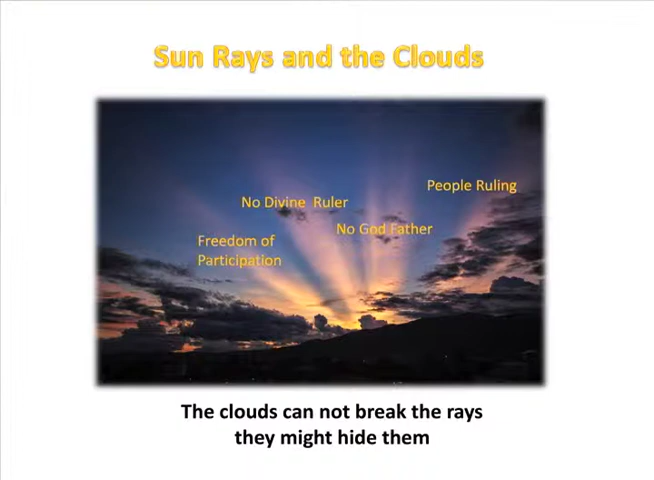 Sun Rays and the Clouds
People Ruling
No Divine Ruler
No God Father
Freedom of
Participation
The clouds can not break the rays
they might hide them